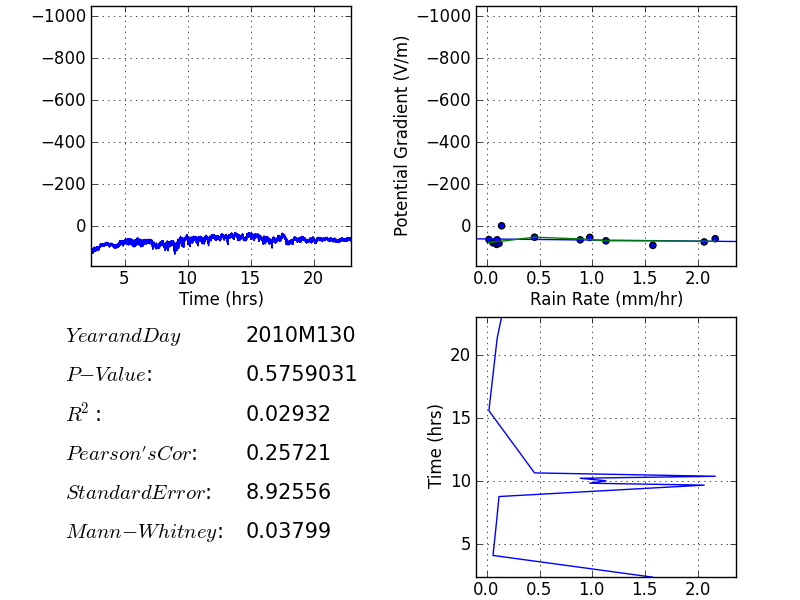 −1000
−800
−600
−400
−200
0
5 10 15 20
Time (hrs)
Potential Gradient (V/m)
−1000
−800
−600
−400
−200
0
0.0 0.5 1.0 1.5 2.0
Rain Rate (mm/hr)
YearandDay 2010M130
P−Value: 0.5759031
R²: 0.02932
Pearson'sCor: 0.25721
StandardError: 8.92556
Mann−Whitney: 0.03799
Time (hrs)
20
15
10
5
0.0 0.5 1.0 1.5 2.0